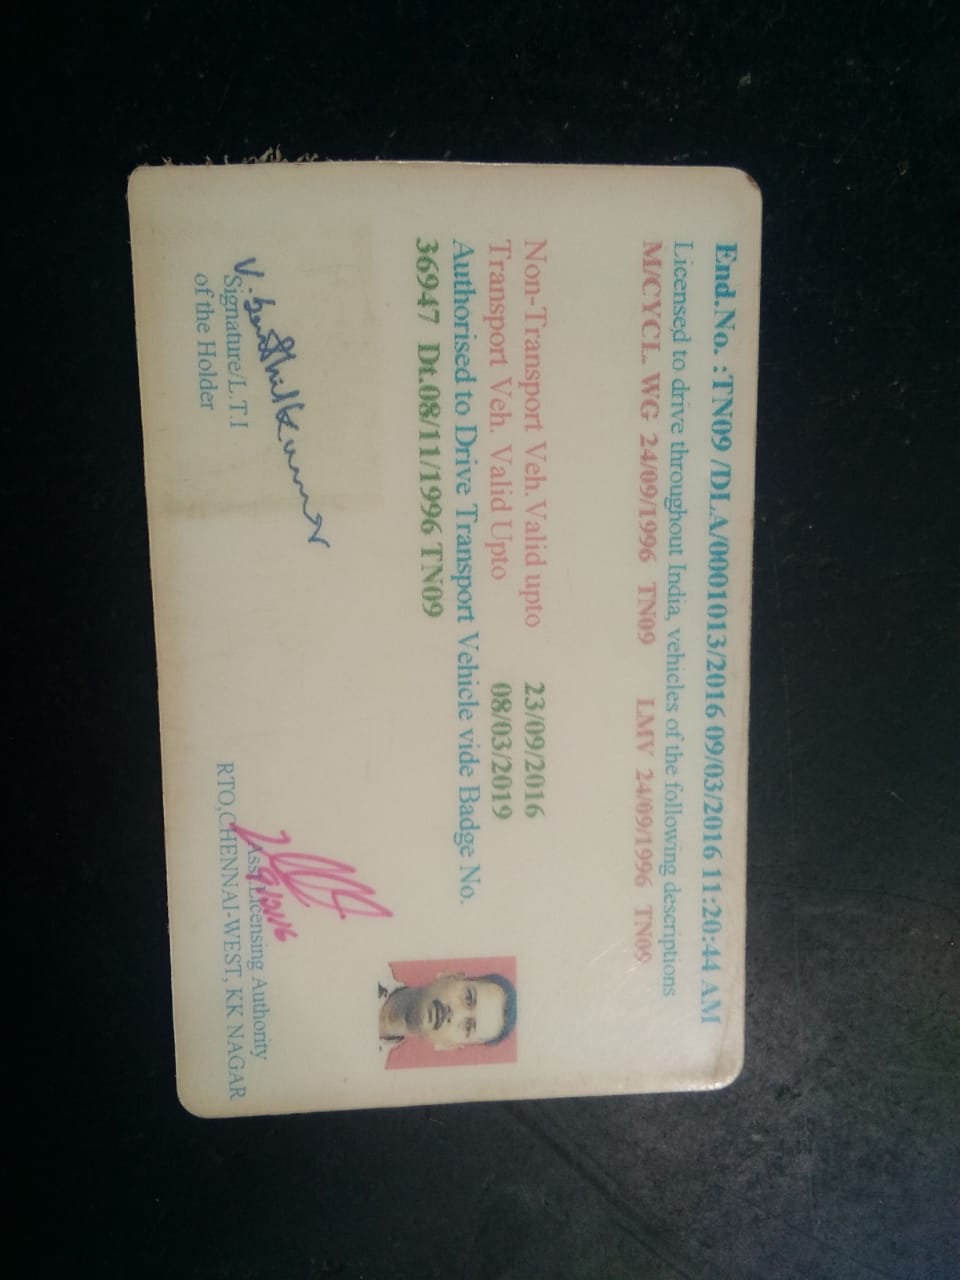 End.No. :TN09 /DLA/0001013/2016 09/03/2016 11:20:44 AM
Licensed to drive throughout India, vehicles of the following descriptions
M/CYCL. WG 24/09/1996 TN09 LMV 24/09/1996 TN09
Non-Transport Veh.Valid upto 23/09/2016
Transport Veh. Valid Upto 08/03/2019
Authorised to Drive Transport Vehicle vide Badge No.
36947 Dt.08/11/1996 TN09
V. Senthil Kumar
Signature/L.T.I
of the Holder
Asst Licensing Authority
RTO,CHENNAI-WEST, KK NAGAR